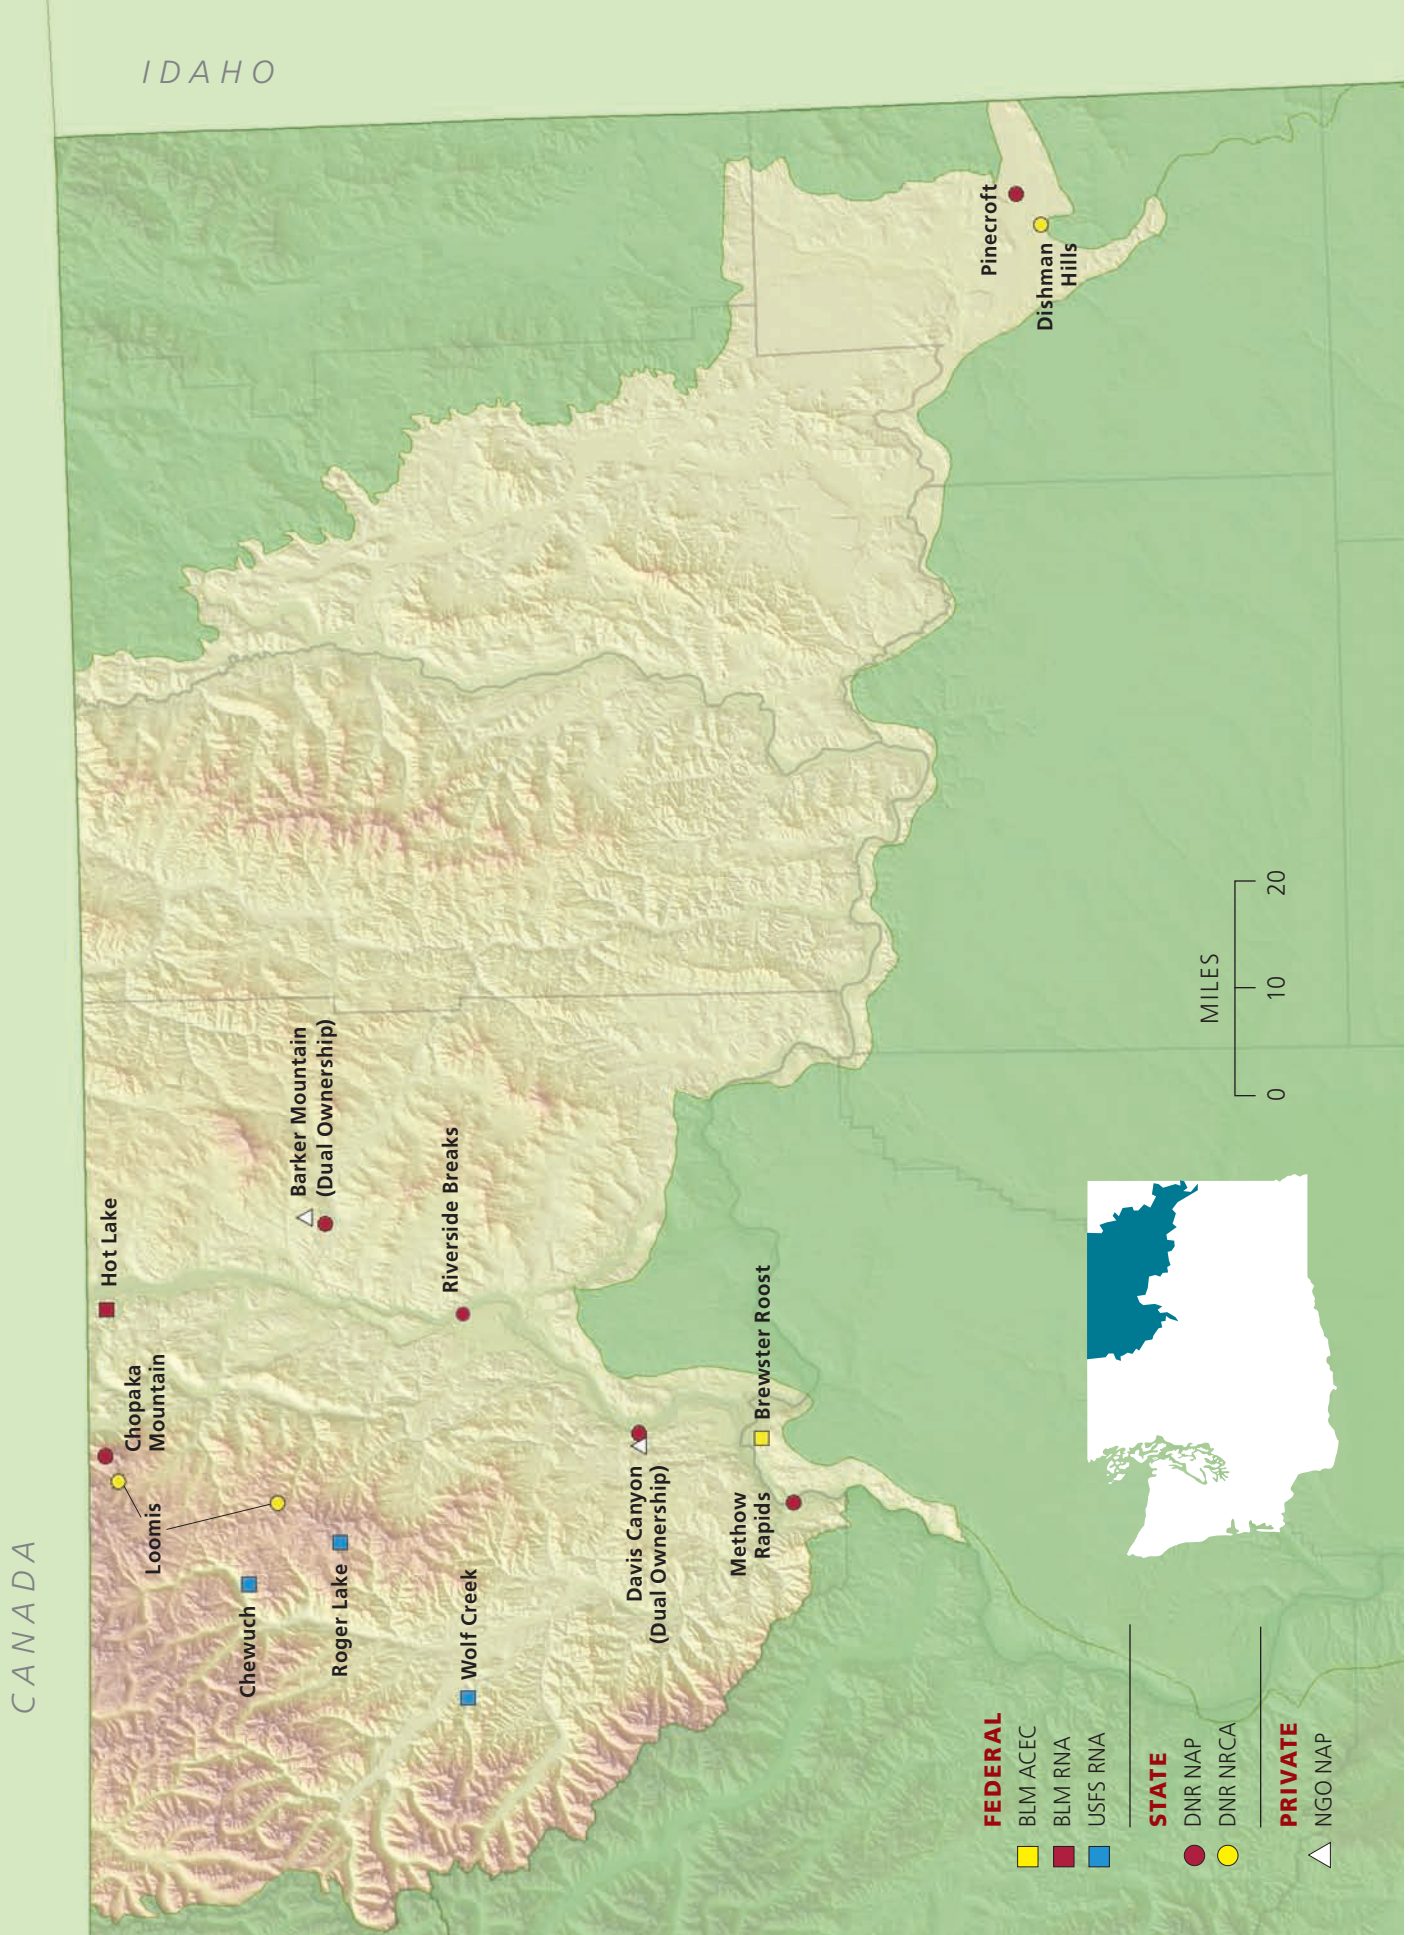 CANADA
IDAHO
Hot Lake
Chopaka
Mountain
Loomis
Chewuch
Roger Lake
Barker Mountain
(Dual Ownership)
Riverside Breaks
Wolf Creek
Davis Canyon
(Dual Ownership)
Methow
Rapids
Brewster Roost
Pinecroft
Dishman
Hills
FEDERAL
BLM ACEC
BLM RNA
USFS RNA
STATE
DNR NAP
DNR NRCA
PRIVATE
NGO NAP
MILES
0 10 20